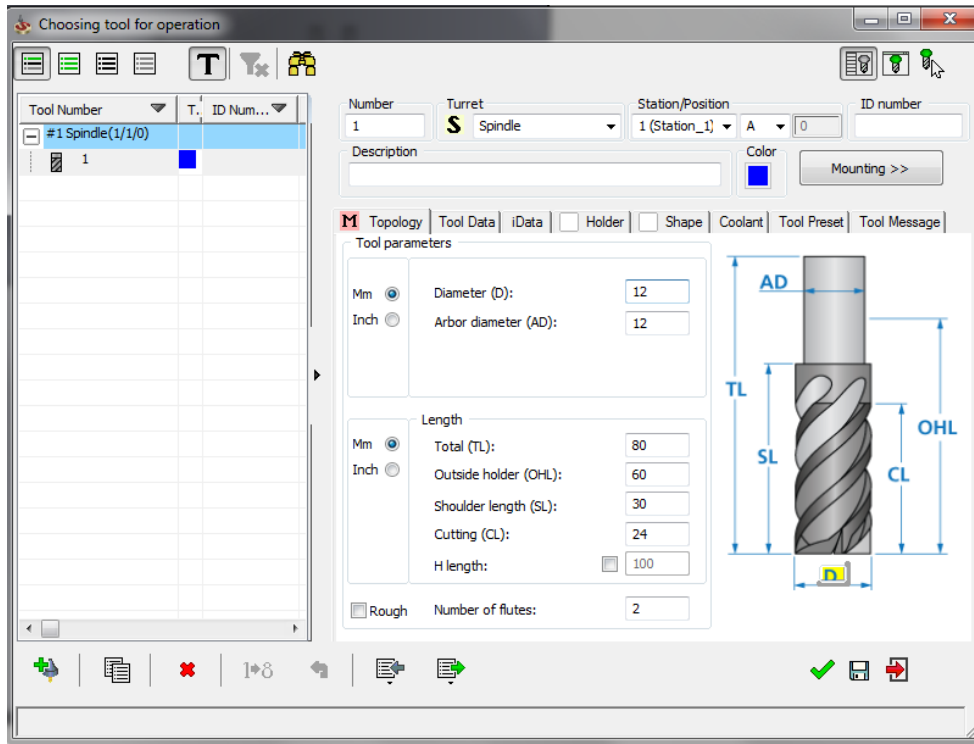 Choosing tool for operation
T
Tool Number T. ID Num...
#1 Spindle(1/1/0)
1
Number Turret Station/Position ID number
1 S Spindle 1 (Station_1) A 0
Description Color
Mounting >>
M Topology Tool Data iData Holder Shape Coolant Tool Preset Tool Message
Tool parameters
Mm Diameter (D): 12
Inch Arbor diameter (AD): 12
Length
Mm Total (TL): 80
Inch Outside holder (OHL): 60
Shoulder length (SL): 30
Cutting (CL): 24
H length: 100
Rough Number of flutes: 2
AD
TL
OHL
SL
CL
D
1 8